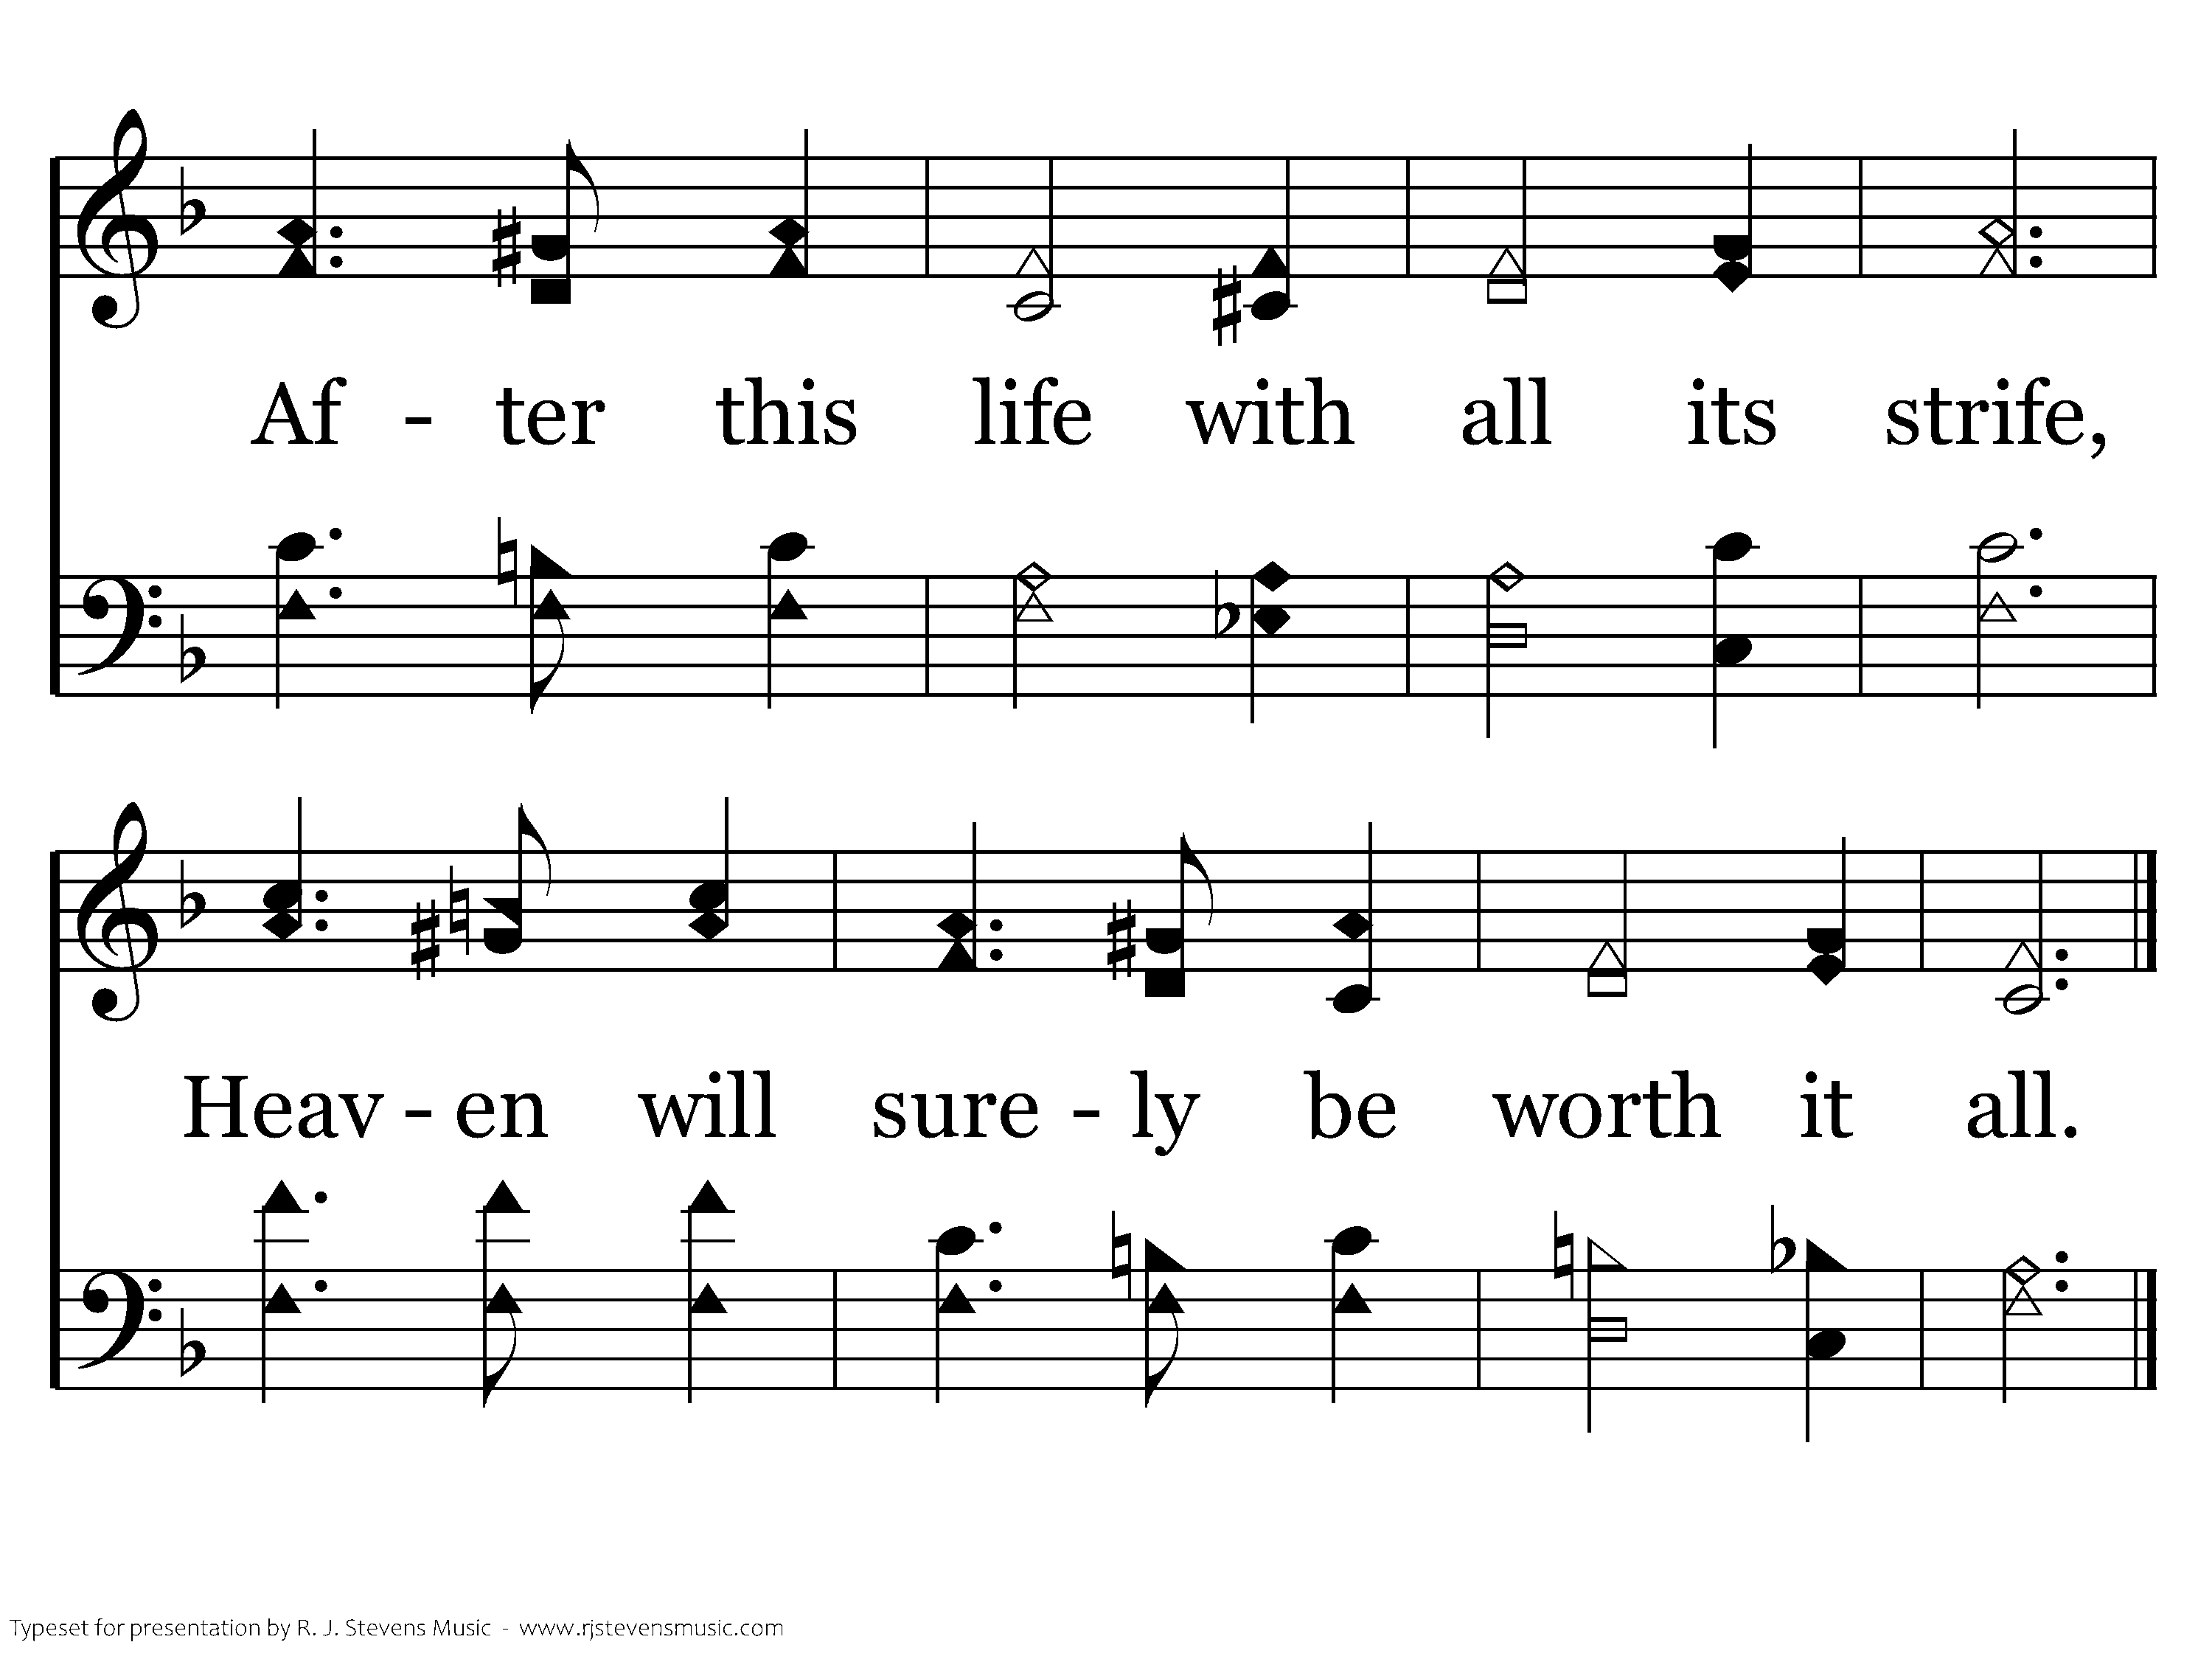 Af - ter this life with all its strife,
Heav - en will sure - ly be worth it all.
Typeset for presentation by R. J. Stevens Music - www.rjstevensmusic.com